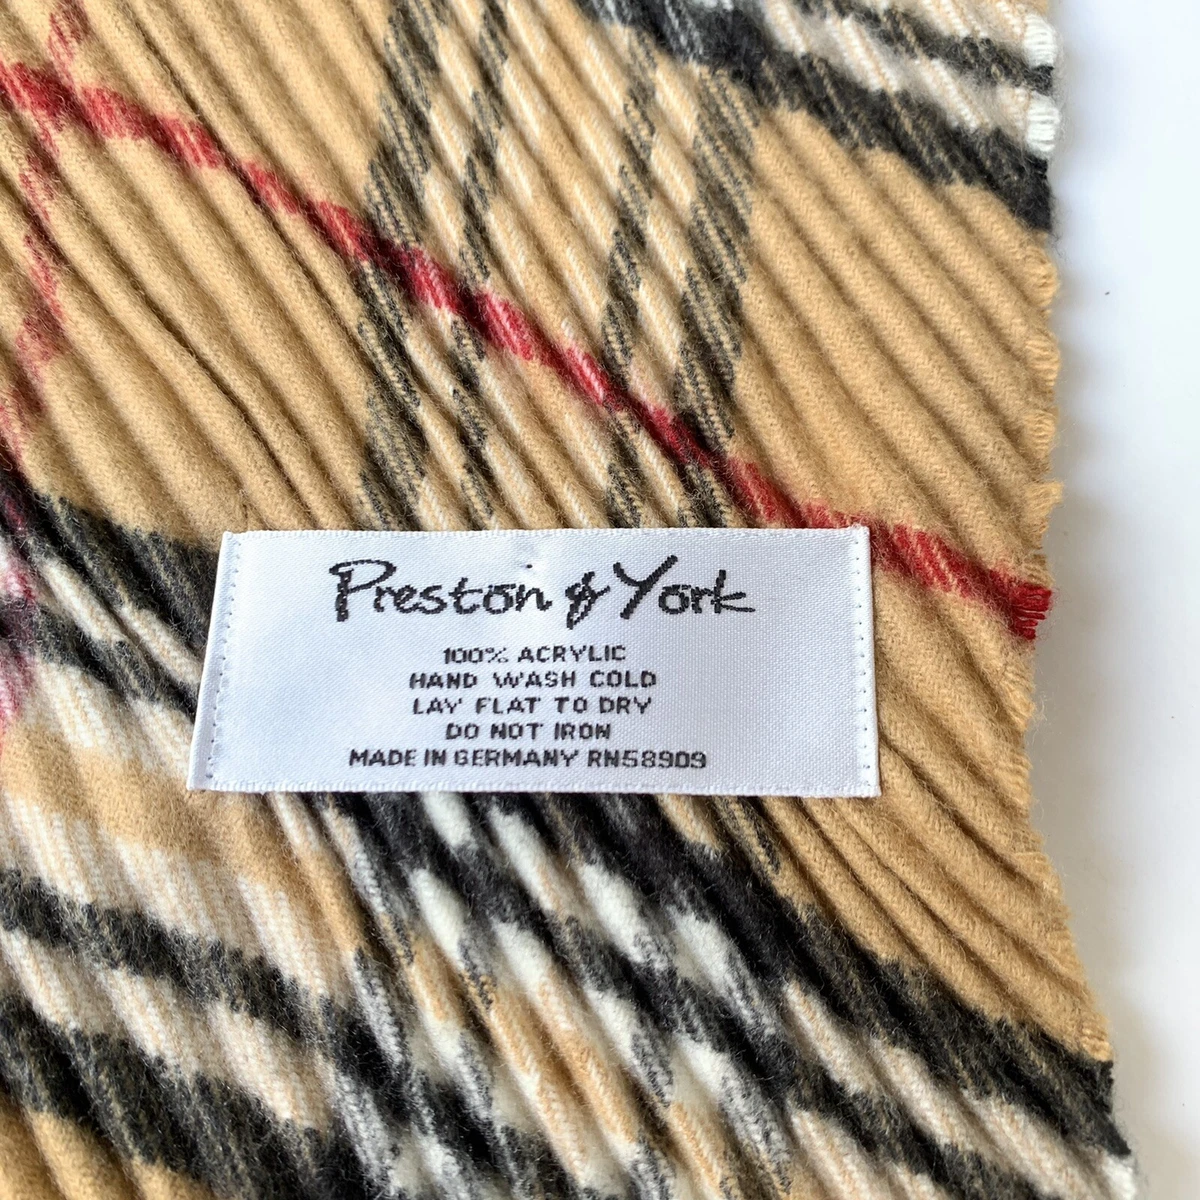 Preston & York
100% ACRYLIC
HAND WASH COLD
LAY FLAT TO DRY
DO NOT IRON
MADE IN GERMANY RN58909